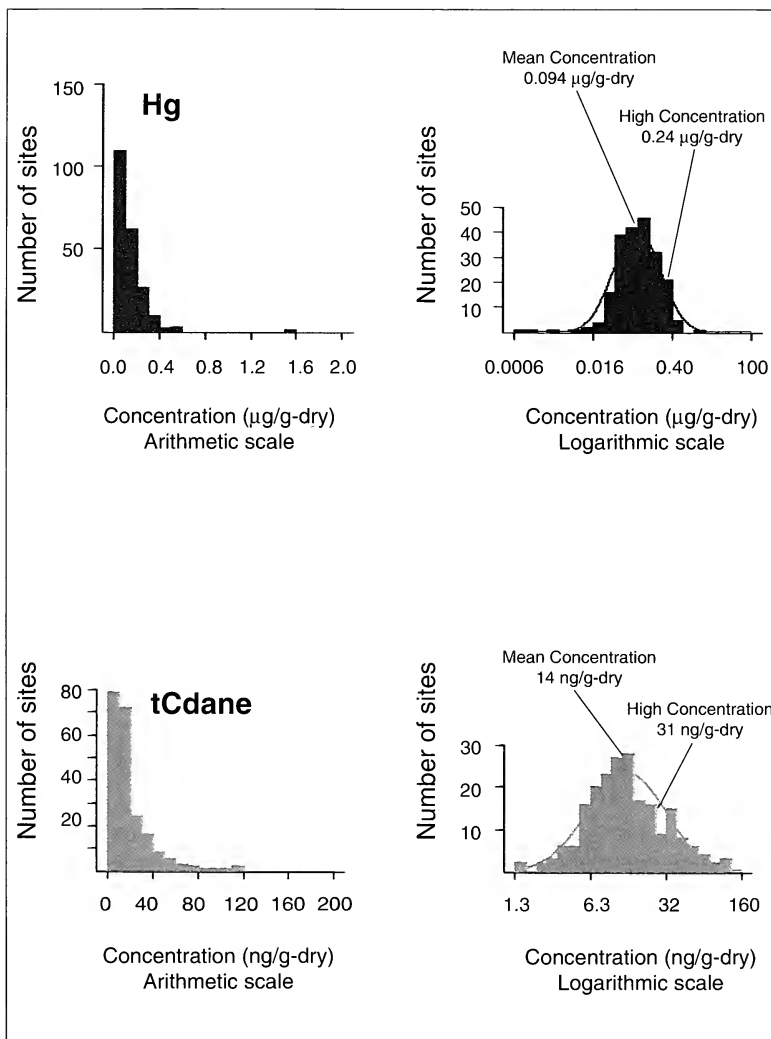 Hg
Number of sites
150
100
50
0.0 0.4 0.8 1.2 1.6 2.0
Concentration (µg/g-dry)
Arithmetic scale
Mean Concentration
0.094 µg/g-dry
High Concentration
0.24 µg/g-dry
Number of sites
50
40
30
20
10
0.0006 0.016 0.40 100
Concentration (µg/g-dry)
Logarithmic scale
tCdane
Number of sites
80
60
40
20
0 40 80 120 160 200
Concentration (ng/g-dry)
Arithmetic scale
Mean Concentration
14 ng/g-dry
High Concentration
31 ng/g-dry
Number of sites
30
20
10
1.3 6.3 32 160
Concentration (ng/g-dry)
Logarithmic scale